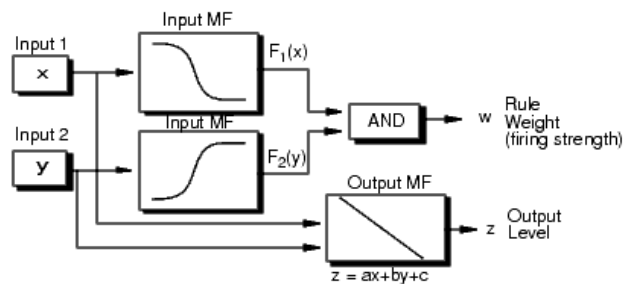 Input MF
Input 1
x
F1(x)
Input MF
AND
w
Rule
Weight
(firing strength)
Input 2
y
F2(y)
Output MF
z
Output
Level
z = ax+by+c